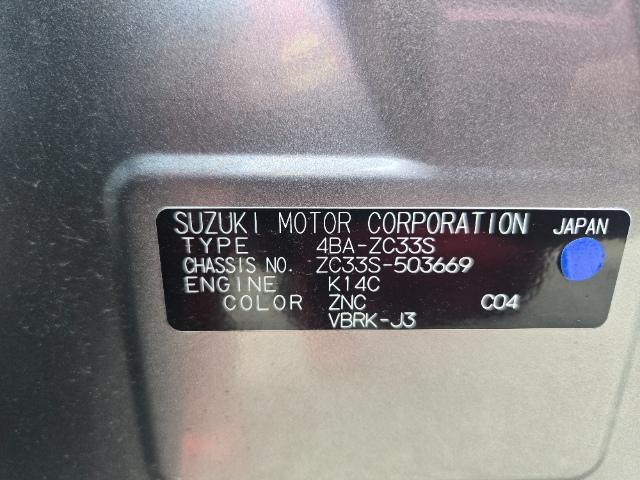 SUZUKI MOTOR CORPORATION JAPAN
TYPE 4BA-ZC33S
CHASSIS NO. ZC33S-503669
ENGINE K14C
COLOR ZNC C04
VBRK-J3